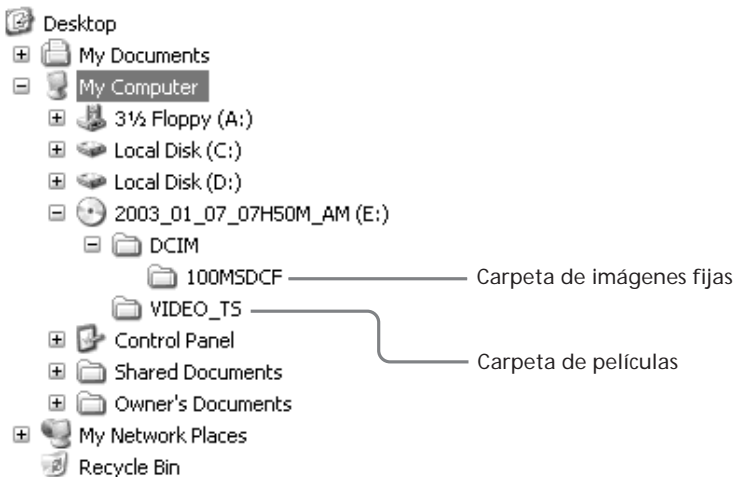 Desktop
My Documents
My Computer
3½ Floppy (A:)
Local Disk (C:)
Local Disk (D:)
2003_01_07_07H50M_AM (E:)
DCIM
100MSDCF
Carpeta de imágenes fijas
VIDEO_TS
Control Panel
Carpeta de películas
Shared Documents
Owner's Documents
My Network Places
Recycle Bin